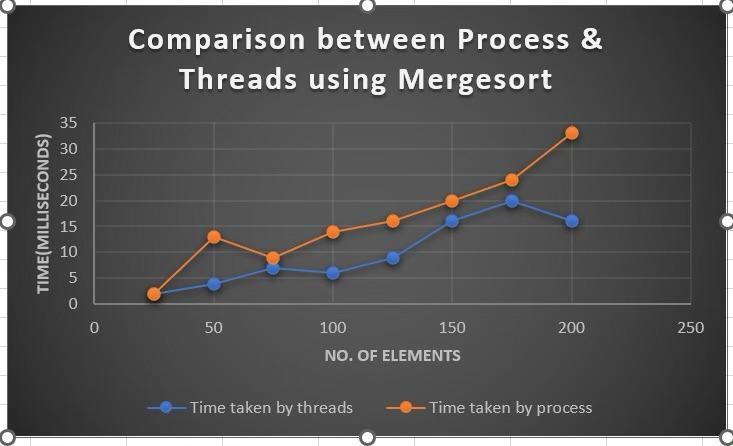 Comparison between Process &
Threads using Mergesort
TIME(MILLISECONDS)
35
30
25
20
15
10
5
0
0 50 100 150 200 250
NO. OF ELEMENTS
Time taken by threads Time taken by process